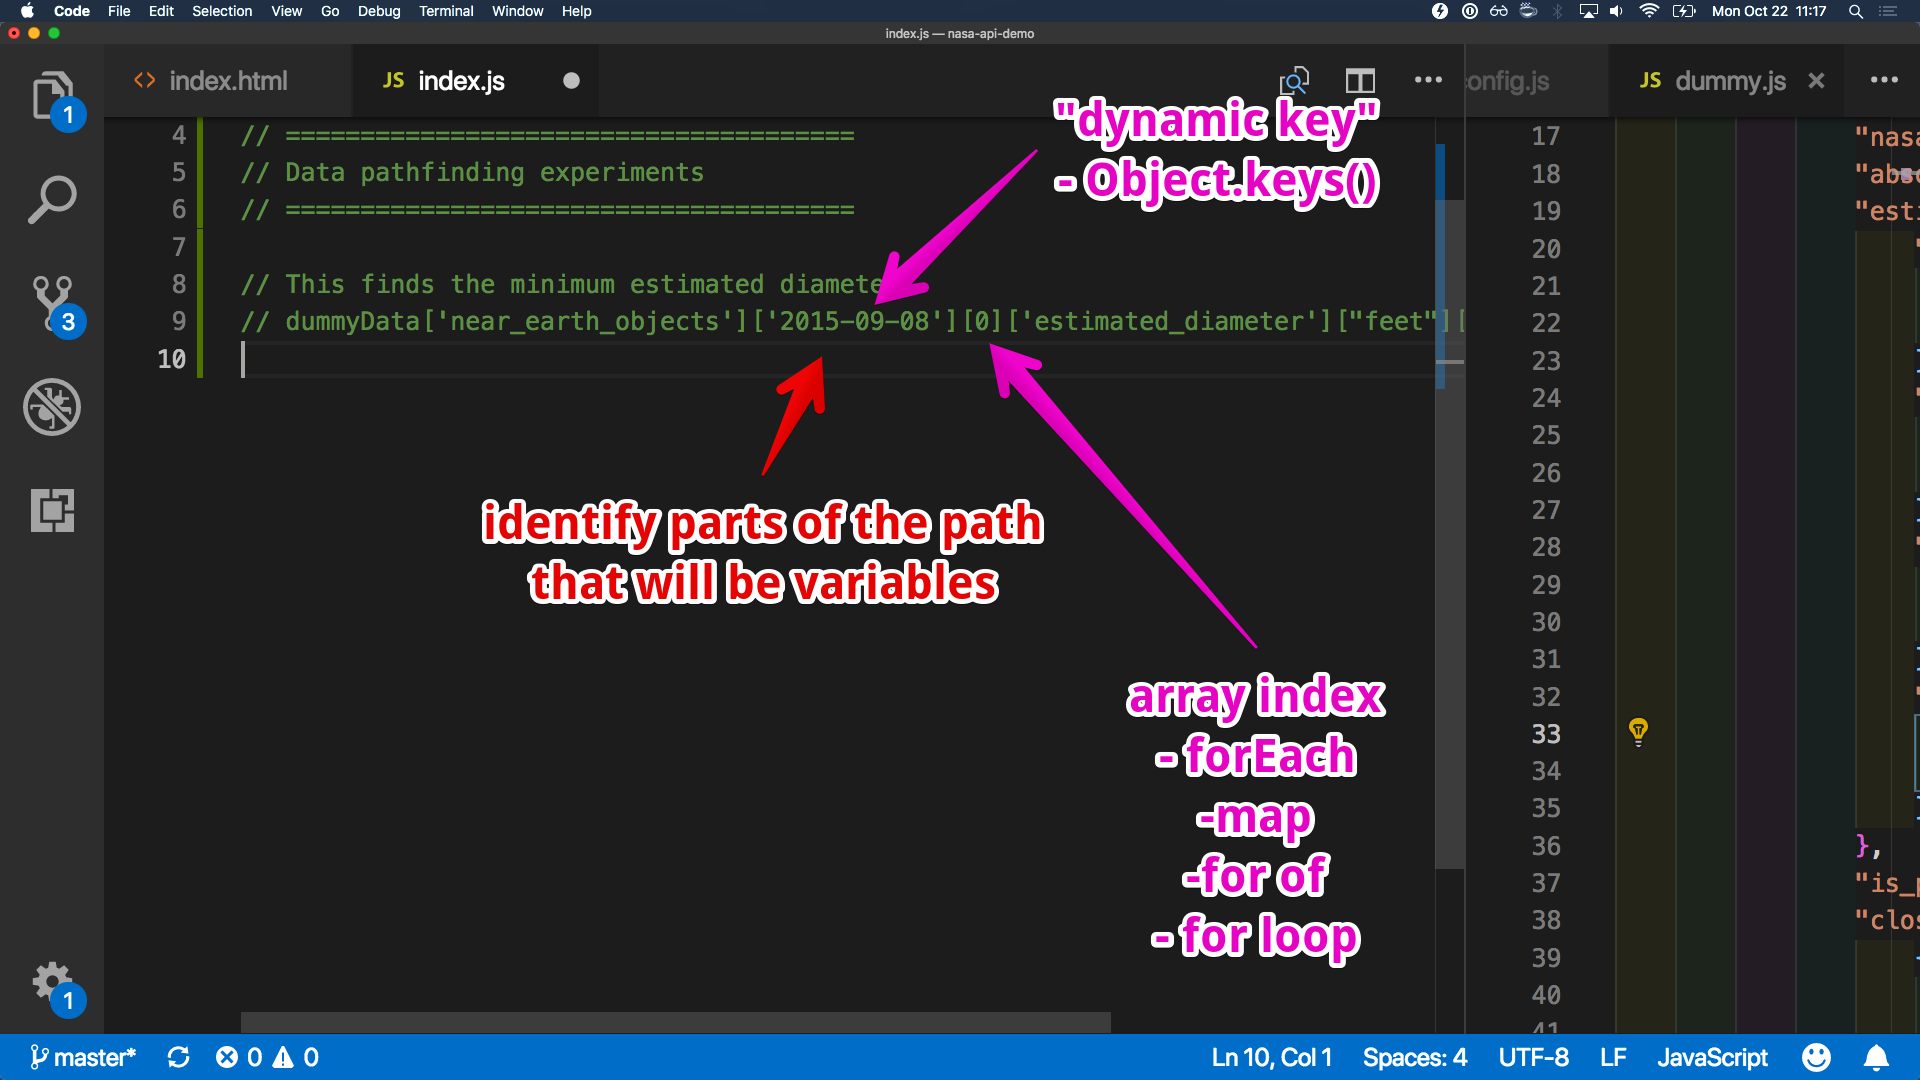 Code File Edit Selection View Go Debug Terminal Window Help
Mon Oct 22 11:17
index.js — nasa-api-demo
index.html
JS index.js
config.js
JS dummy.js
4 // ======================================
5 // Data pathfinding experiments
6 // ======================================
7
8 // This finds the minimum estimated diamete
9 // dummyData['near_earth_objects']['2015-09-08'][0]['estimated_diameter']["feet"][
10
"dynamic key"
- Object.keys()
identify parts of the path
that will be variables
array index
- forEach
-map
-for of
- for loop
17 "nasa
18 "abso
19 "esti
20
21
22
23
24
25
26
27
28
29
30
31
32
33
34
35
36 },
37 "is_p
38 "clos
39
40
41
1
3
1
master* 0 0
Ln 10, Col 1 Spaces: 4 UTF-8 LF JavaScript